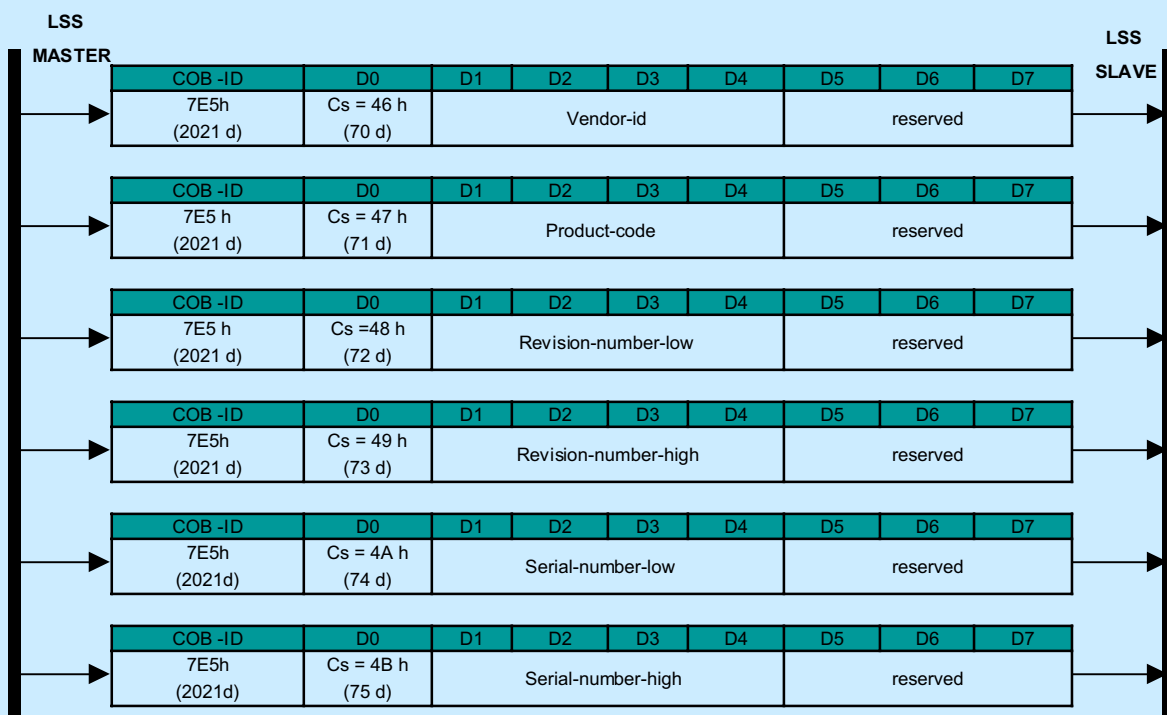 LSS
MASTER
LSS
SLAVE
COB -ID D0 D1 D2 D3 D4 D5 D6 D7
7E5h Cs = 46 h Vendor-id reserved
(2021 d) (70 d)
COB -ID D0 D1 D2 D3 D4 D5 D6 D7
7E5 h Cs = 47 h Product-code reserved
(2021 d) (71 d)
COB -ID D0 D1 D2 D3 D4 D5 D6 D7
7E5 h Cs =48 h Revision-number-low reserved
(2021 d) (72 d)
COB -ID D0 D1 D2 D3 D4 D5 D6 D7
7E5h Cs = 49 h Revision-number-high reserved
(2021 d) (73 d)
COB -ID D0 D1 D2 D3 D4 D5 D6 D7
7E5h Cs = 4A h Serial-number-low reserved
(2021d) (74 d)
COB -ID D0 D1 D2 D3 D4 D5 D6 D7
7E5h Cs = 4B h Serial-number-high reserved
(2021d) (75 d)